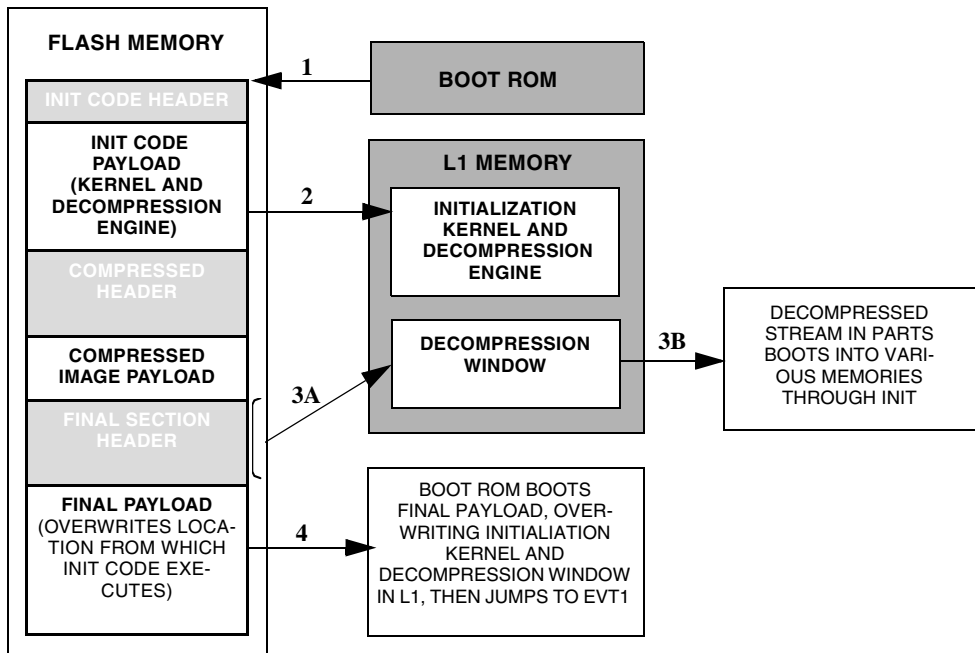 FLASH MEMORY
INIT CODE HEADER
INIT CODE
PAYLOAD
(KERNEL AND
DECOMPRESSION
ENGINE)
COMPRESSED
HEADER
COMPRESSED
IMAGE PAYLOAD
FINAL SECTION
HEADER
FINAL PAYLOAD
(OVERWRITES LOCA-
TION FROM WHICH
INIT CODE EXE-
CUTES)
1
BOOT ROM
L1 MEMORY
2
INITIALIZATION
KERNEL AND
DECOMPRESSION
ENGINE
3A
DECOMPRESSION
WINDOW
3B
DECOMPRESSED
STREAM IN PARTS
BOOTS INTO VARI-
OUS MEMORIES
THROUGH INIT
4
BOOT ROM BOOTS
FINAL PAYLOAD, OVER-
WRITING INITIALIATION
KERNEL AND
DECOMPRESSION WINDOW
IN L1, THEN JUMPS TO EVT1